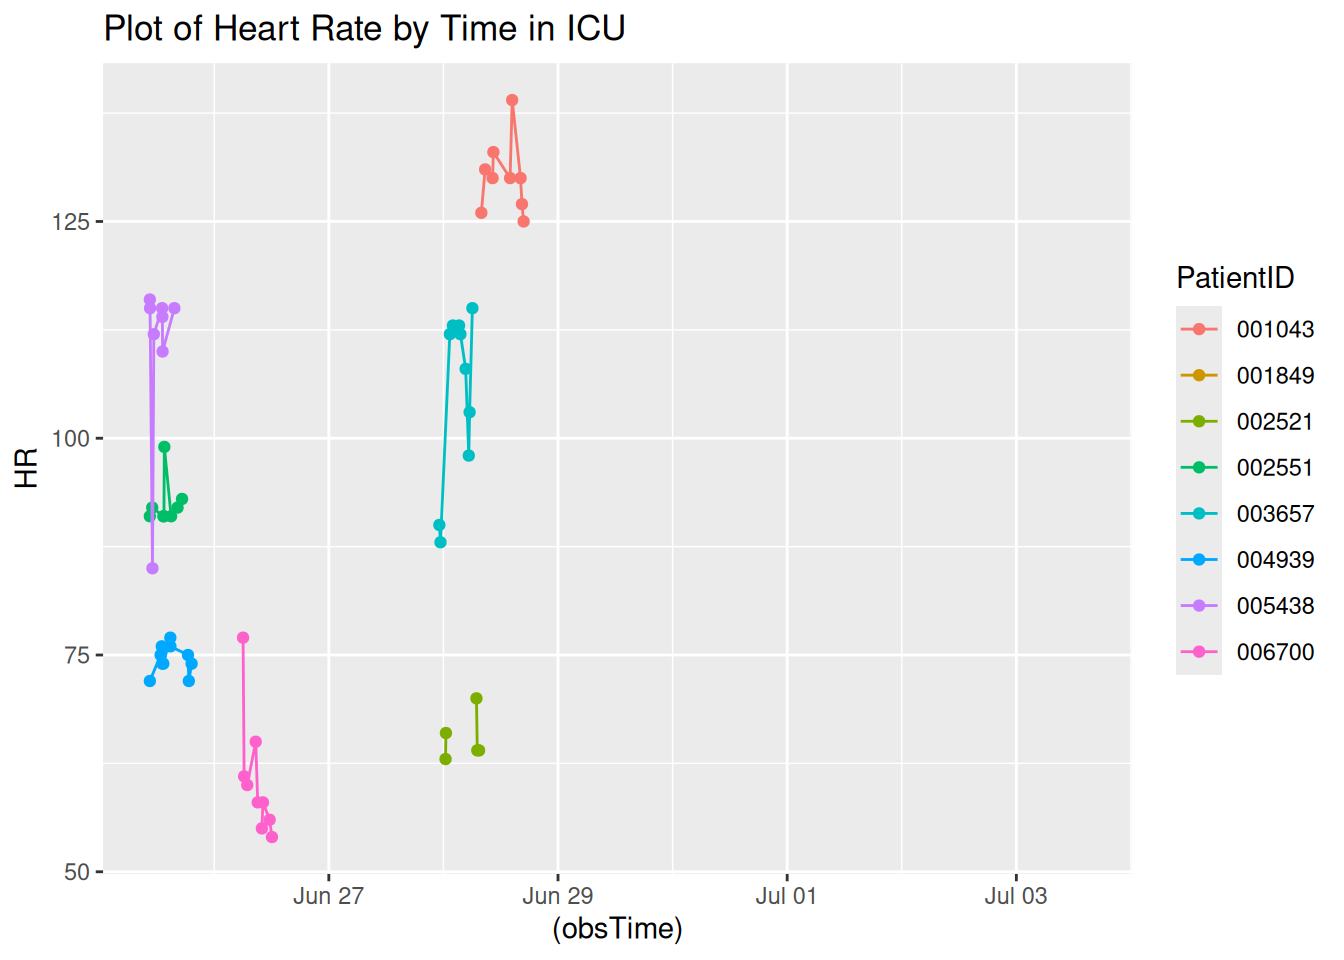 Plot of Heart Rate by Time in ICU
HR
125
100
75
50
Jun 27
Jun 29
Jul 01
Jul 03
(obsTime)
PatientID
001043
001849
002521
002551
003657
004939
005438
006700